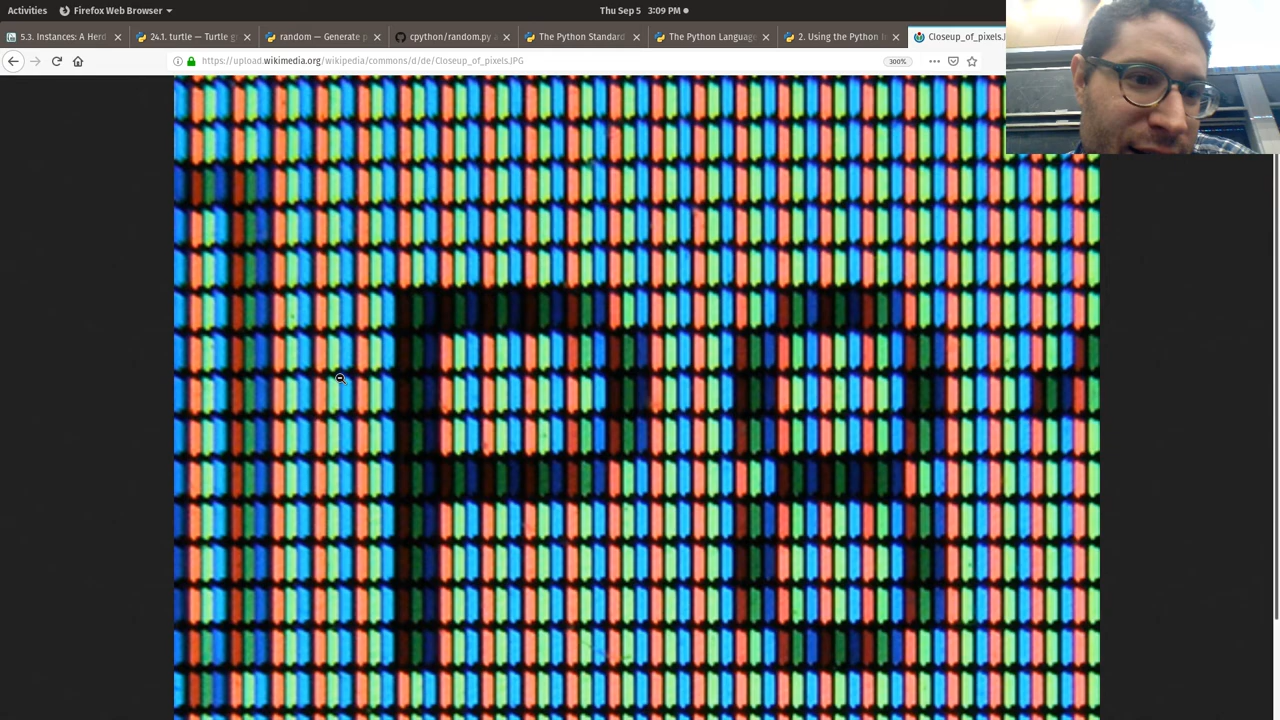 Activities
Firefox Web Browser
Thu Sep 5 3:09 PM
5.3. Instances: A Herd
24.1. turtle — Turtle g
random — Generate p
cpython/random.py
The Python Standard
The Python Language
2. Using the Python
Closeup_of_pixels.J
https://upload.wikimedia.org/wikipedia/commons/d/de/Closeup_of_pixels.JPG
300%
P8